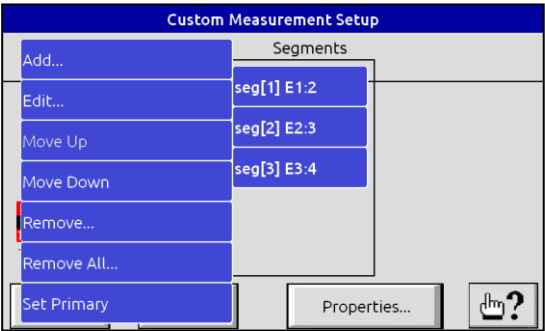 Custom Measurement Setup
Segments
Add...
Edit...
Move Up
Move Down
Remove...
Remove All...
Set Primary
seg[1] E1:2
seg[2] E2:3
seg[3] E3:4
Properties...
?